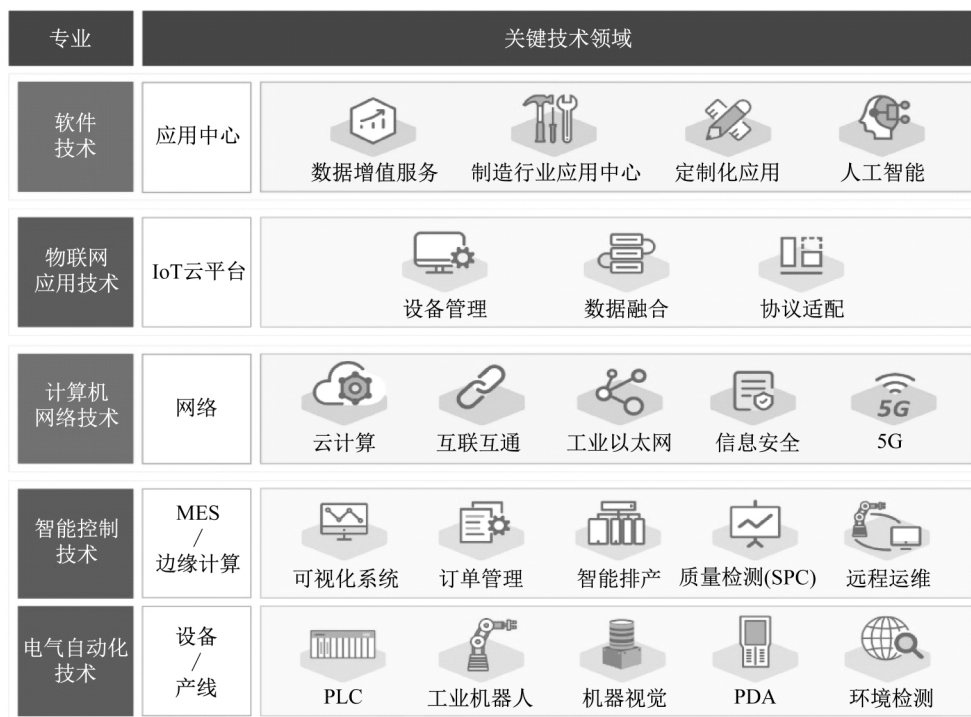 专业
关键技术领域
软件
技术
应用中心
数据增值服务
制造行业应用中心
定制化应用
人工智能
物联网
应用技术
IoT云平台
设备管理
数据融合
协议适配
计算机
网络技术
网络
云计算
互联互通
工业以太网
信息安全
5G
5G
智能控制
技术
MES
/
边缘计算
可视化系统
订单管理
智能排产
质量检测(SPC)
远程运维
电气自动化
技术
设备
/
产线
PLC
工业机器人
机器视觉
PDA
环境检测